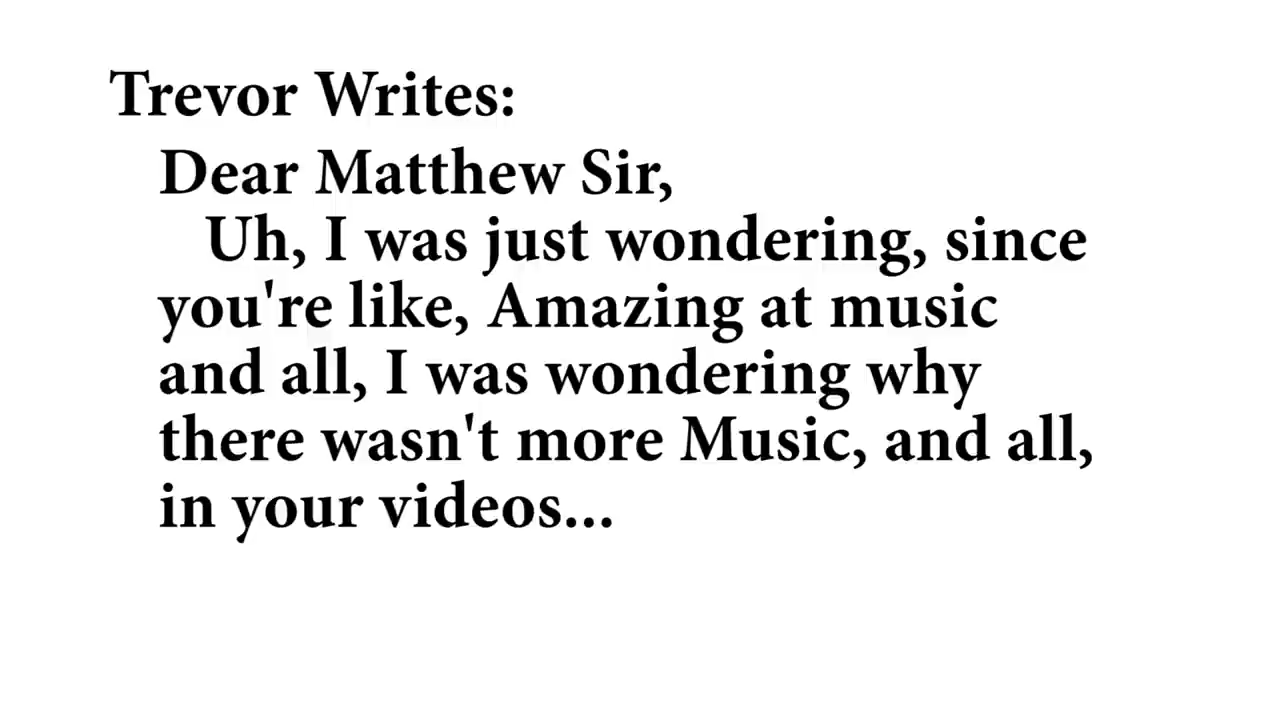 Trevor Writes:
Dear Matthew Sir,
Uh, I was just wondering, since
you're like, Amazing at music
and all, I was wondering why
there wasn't more Music, and all,
in your videos...